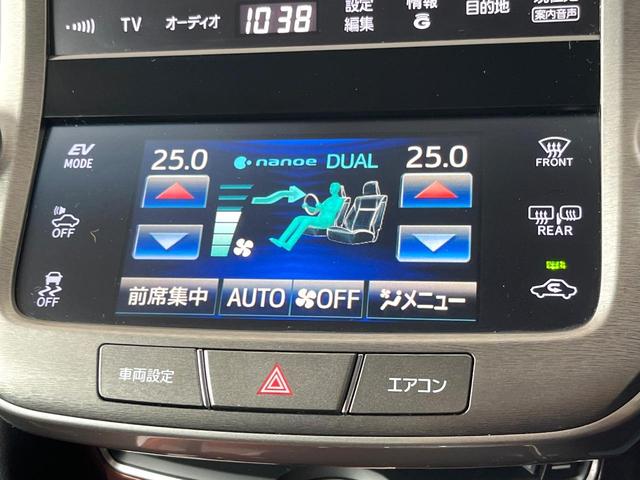 TV オーディオ 10:38 設定 編集 情報 G 目的地
案内音声
EV MODE
25.0 nanoe DUAL 25.0
FRONT
OFF
REAR
OFF
前席集中 AUTO OFF メニュー
車両設定
エアコン